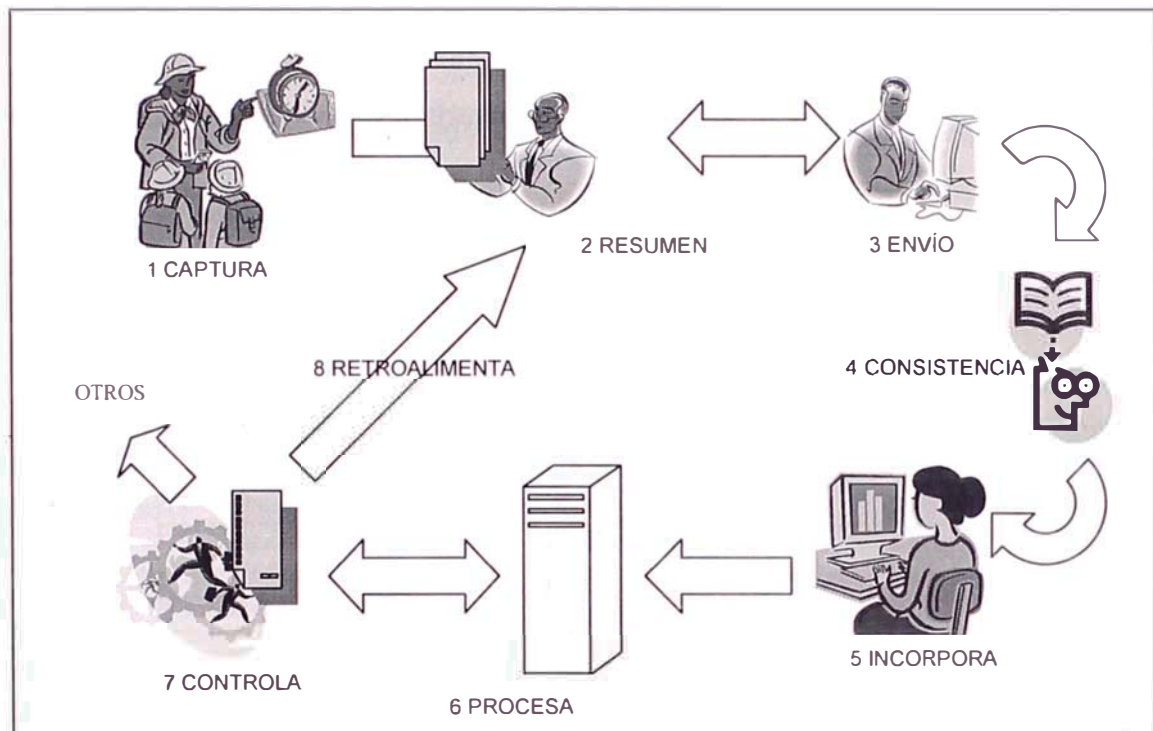 1 CAPTURA
2 RESUMEN
3 ENVÍO
4 CONSISTENCIA
5 INCORPORA
6 PROCESA
7 CONTROLA
8 RETROALIMENTA
OTROS